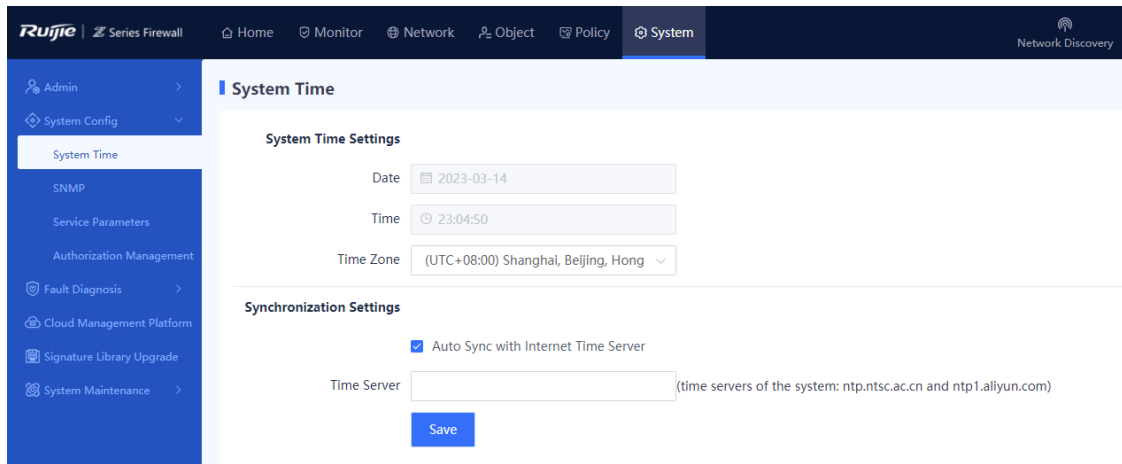 Ruijie | Z Series Firewall Home Monitor Network Object Policy System Network Discovery
Admin
System Config
System Time
SNMP
Service Parameters
Authorization Management
Fault Diagnosis
Cloud Management Platform
Signature Library Upgrade
System Maintenance
System Time
System Time Settings
Date 2023-03-14
Time 23:04:50
Time Zone (UTC+08:00) Shanghai, Beijing, Hong
Synchronization Settings
Auto Sync with Internet Time Server
Time Server (time servers of the system: ntp.ntsc.ac.cn and ntp1.aliyun.com)
Save